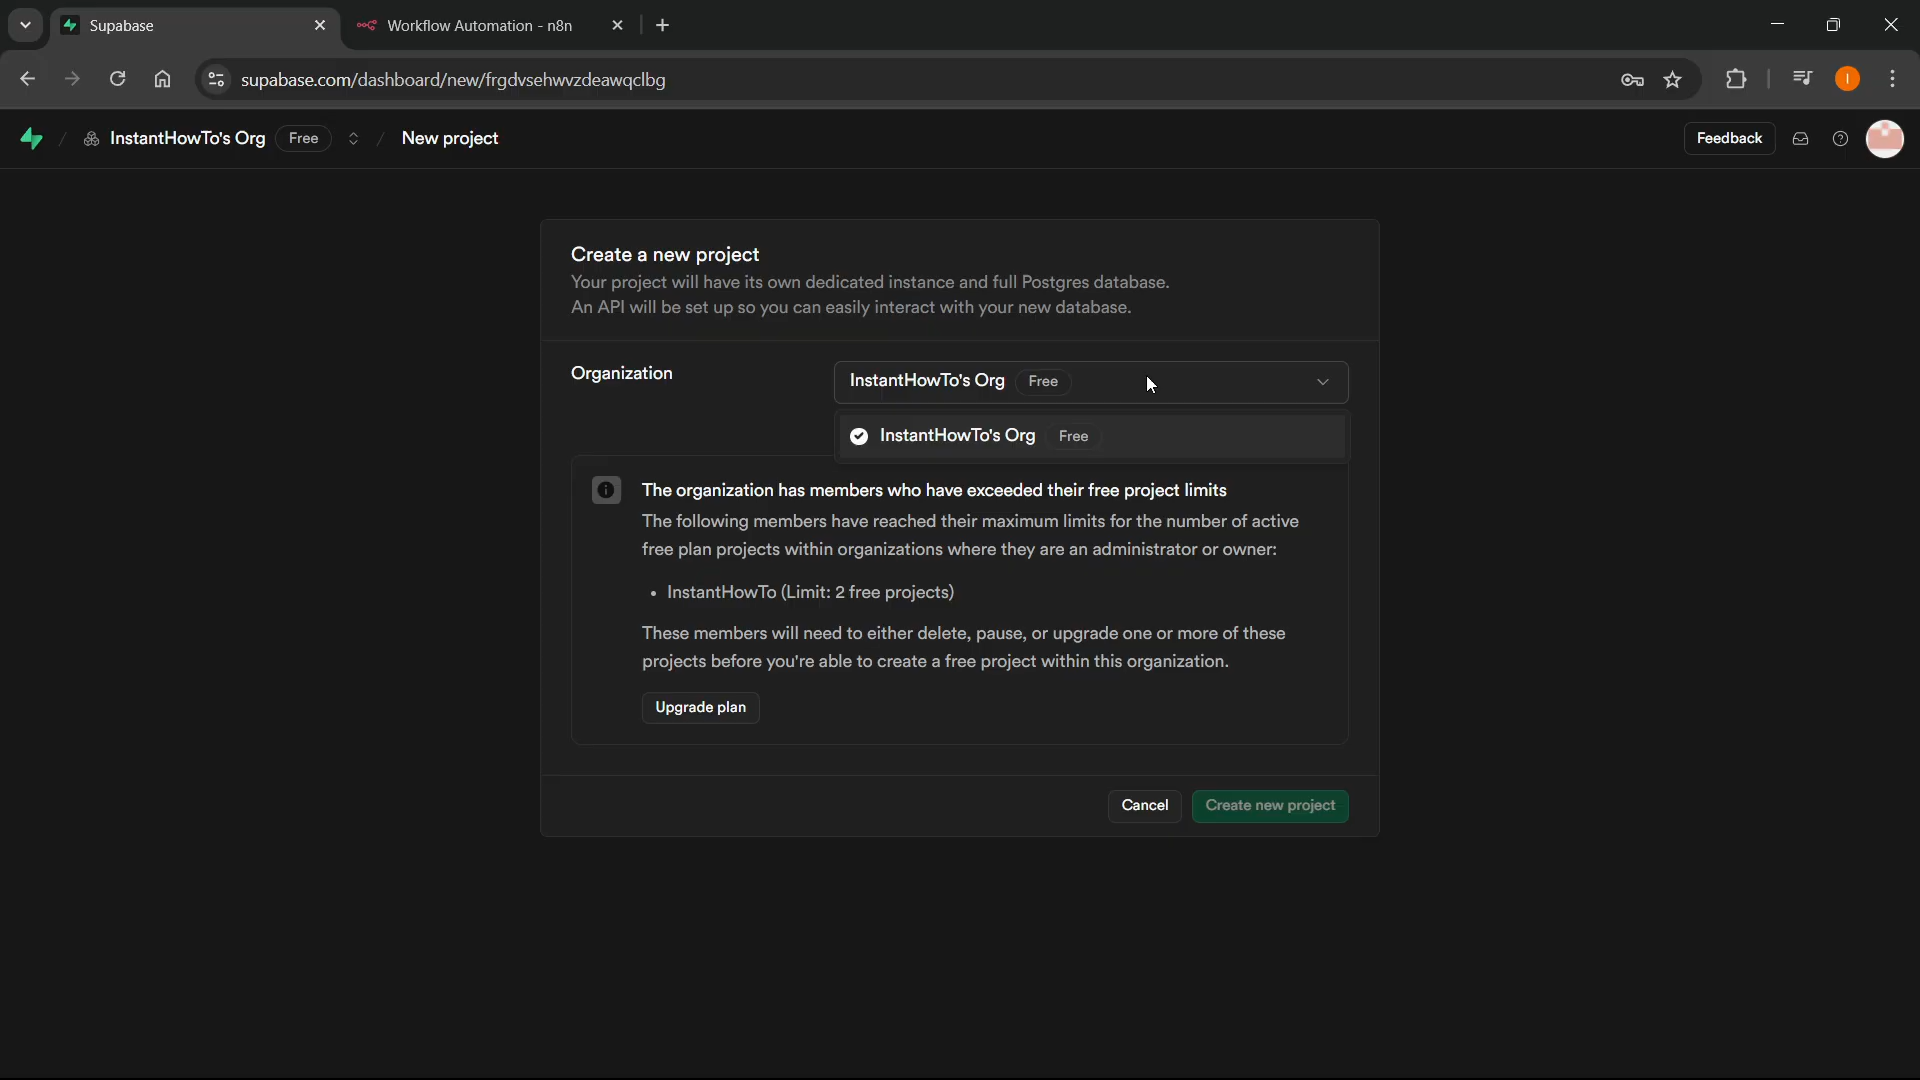 Supabase
Workflow Automation - n8n
supabase.com/dashboard/new/frgdvsehwvzdeawqclbg
I
InstantHowTo's Org Free / New project
Feedback
Create a new project
Your project will have its own dedicated instance and full Postgres database.
An API will be set up so you can easily interact with your new database.
Organization
InstantHowTo's Org Free
InstantHowTo's Org Free
The organization has members who have exceeded their free project limits
The following members have reached their maximum limits for the number of active
free plan projects within organizations where they are an administrator or owner:
• InstantHowTo (Limit: 2 free projects)
These members will need to either delete, pause, or upgrade one or more of these
projects before you're able to create a free project within this organization.
Upgrade plan
Cancel
Create new project